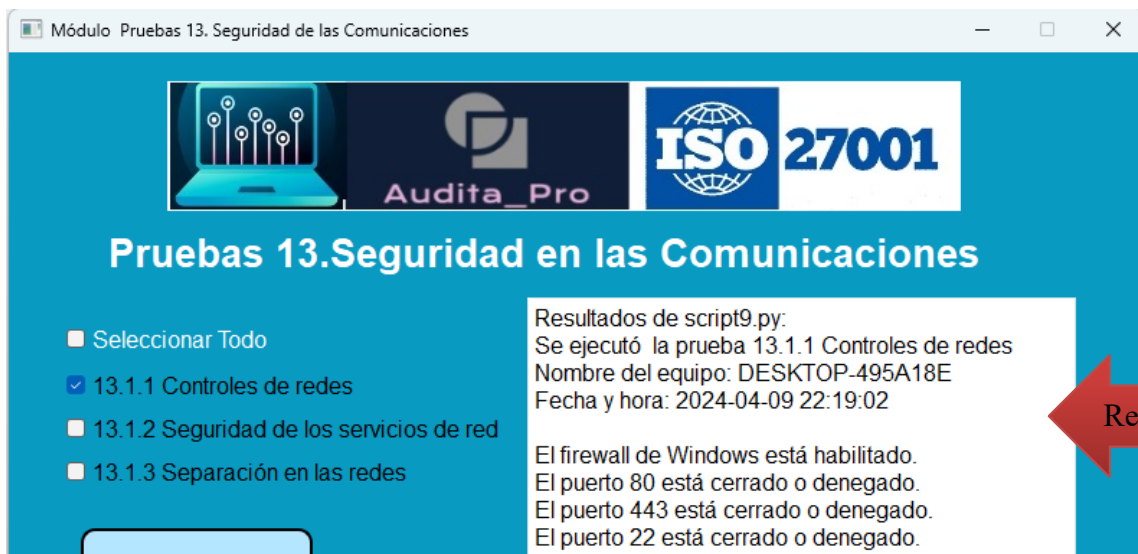 Módulo Pruebas 13. Seguridad de las Comunicaciones
Audita_Pro
ISO 27001
Pruebas 13.Seguridad en las Comunicaciones
Seleccionar Todo
13.1.1 Controles de redes
13.1.2 Seguridad de los servicios de red
13.1.3 Separación en las redes
Resultados de script9.py:
Se ejecutó la prueba 13.1.1 Controles de redes
Nombre del equipo: DESKTOP-495A18E
Fecha y hora: 2024-04-09 22:19:02
El firewall de Windows está habilitado.
El puerto 80 está cerrado o denegado.
El puerto 443 está cerrado o denegado.
El puerto 22 está cerrado o denegado.